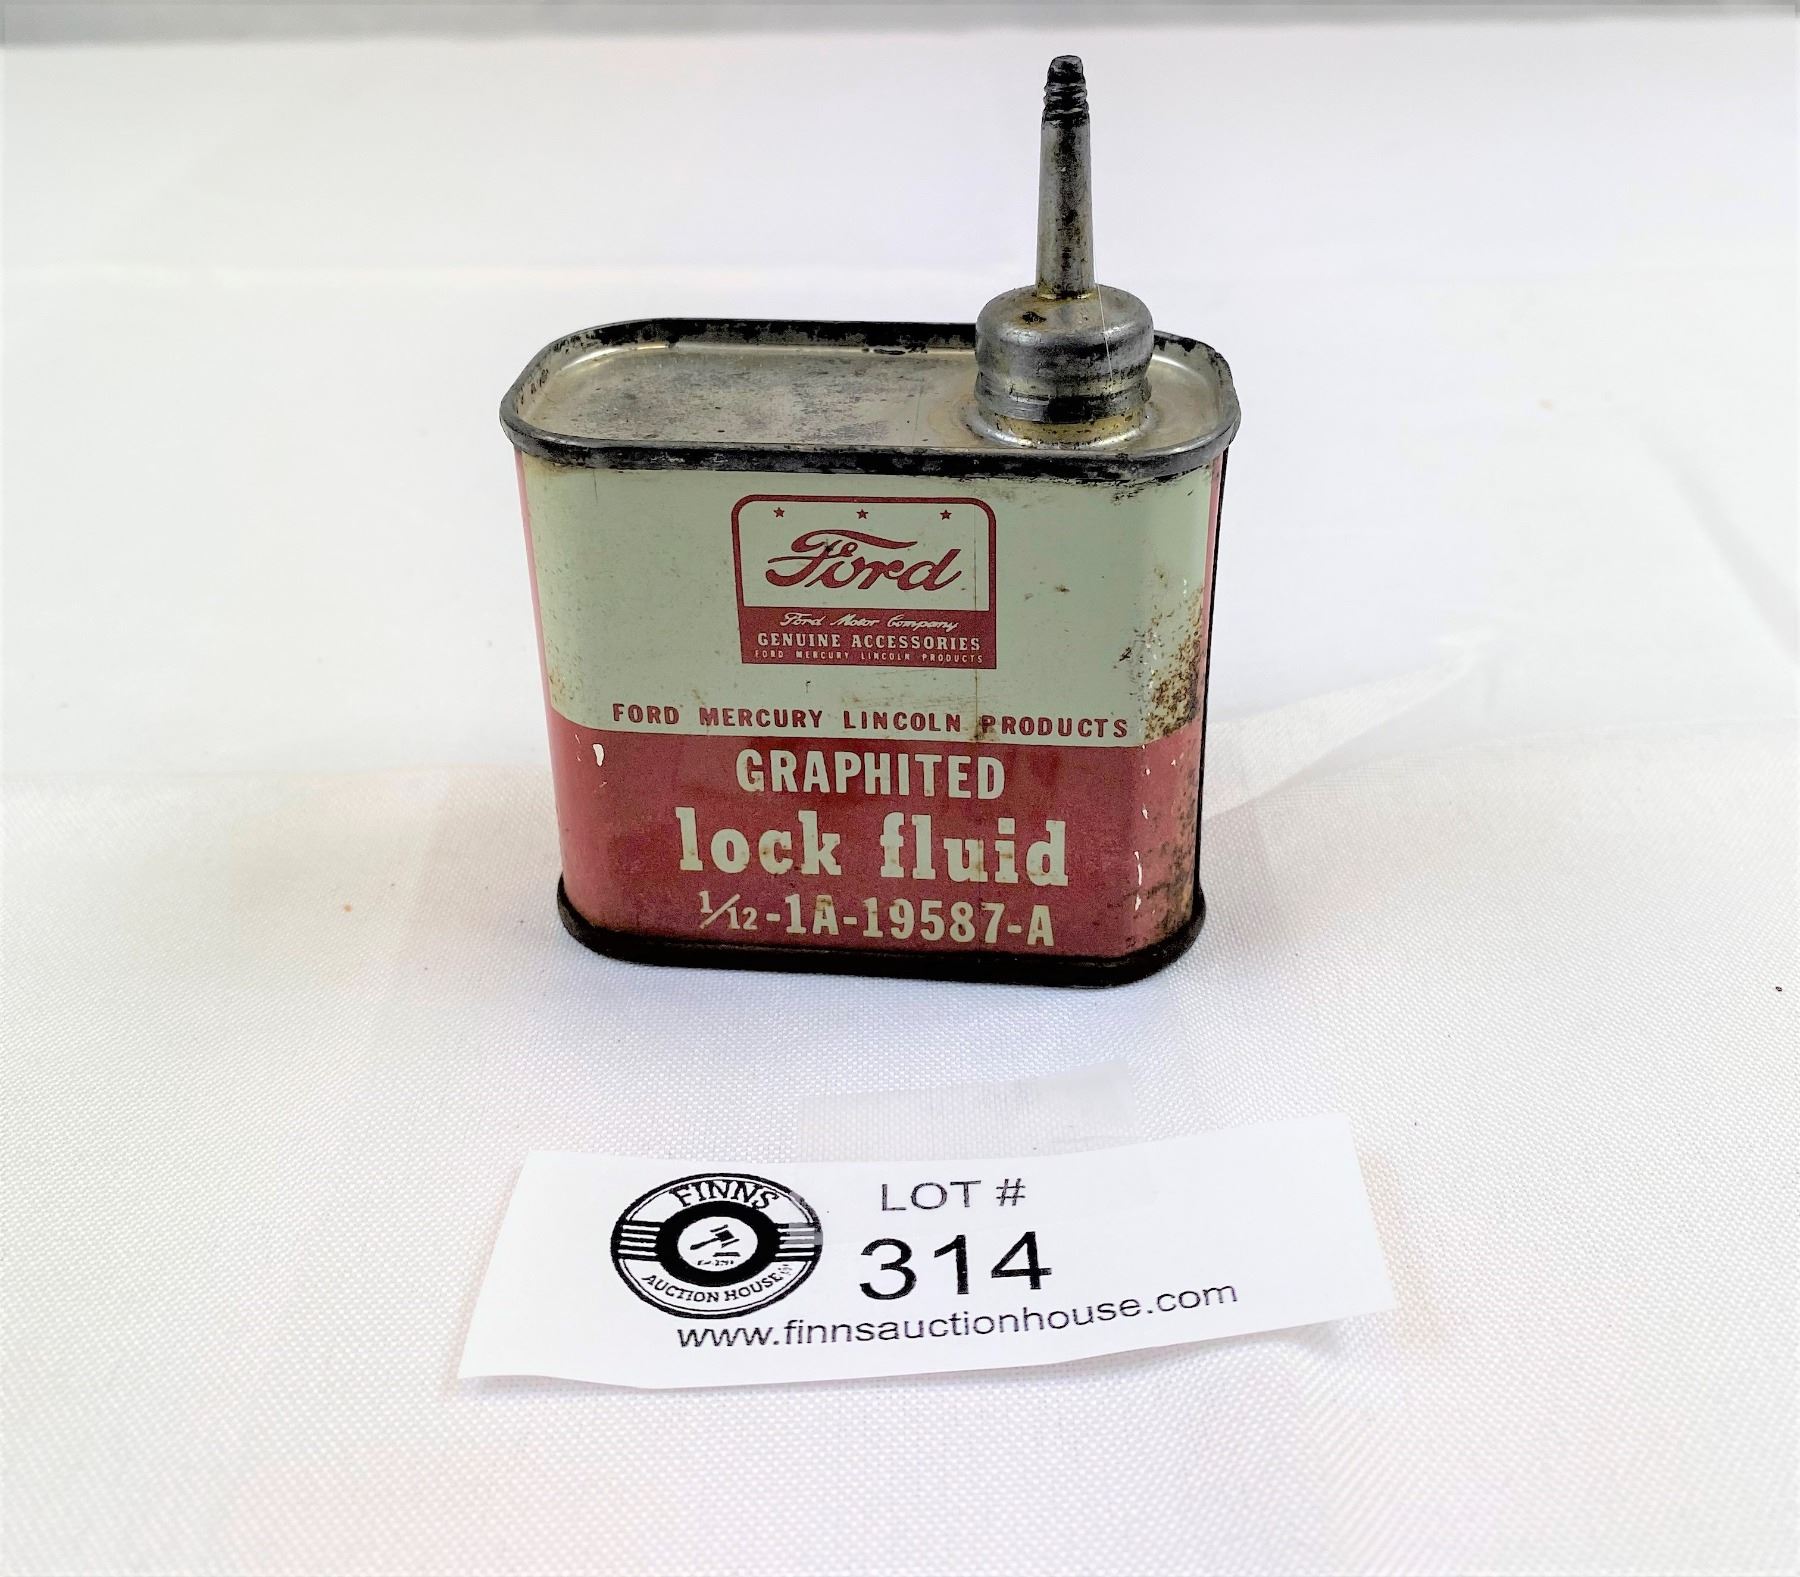 Ford
Ford Motor Company
GENUINE ACCESSORIES
FORD MERCURY LINCOLN PRODUCTS
FORD MERCURY LINCOLN PRODUCTS
GRAPHITED
lock fluid
1/12-1A-19587-A
FINNS
AUCTION HOUSE
LOT #
314
www.finnsauctionhouse.com